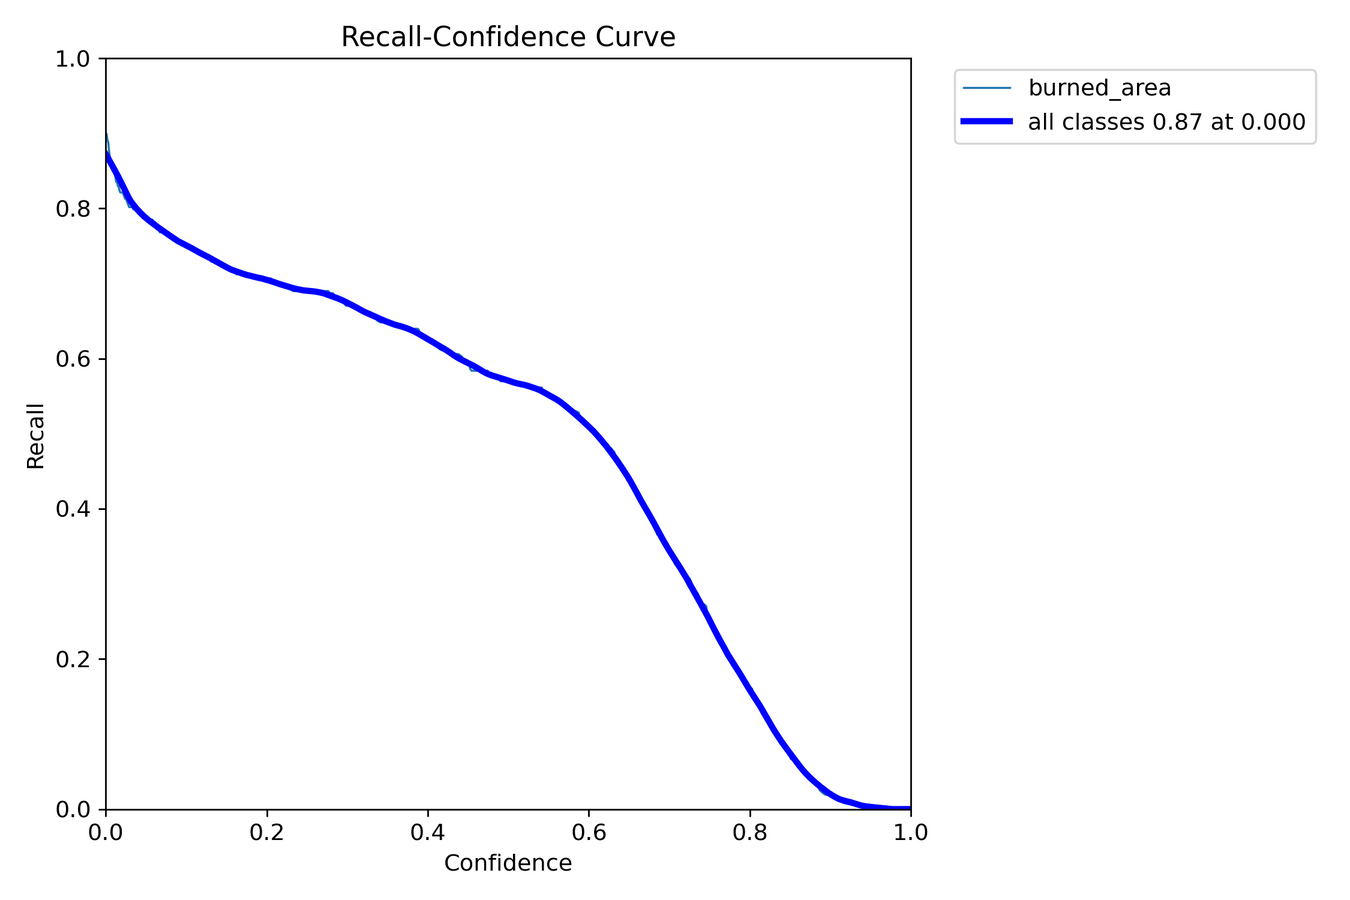 Recall-Confidence Curve
1.0
0.8
0.6
0.4
0.2
0.0
Recall
0.0 0.2 0.4 0.6 0.8 1.0
Confidence
burned_area
all classes 0.87 at 0.000